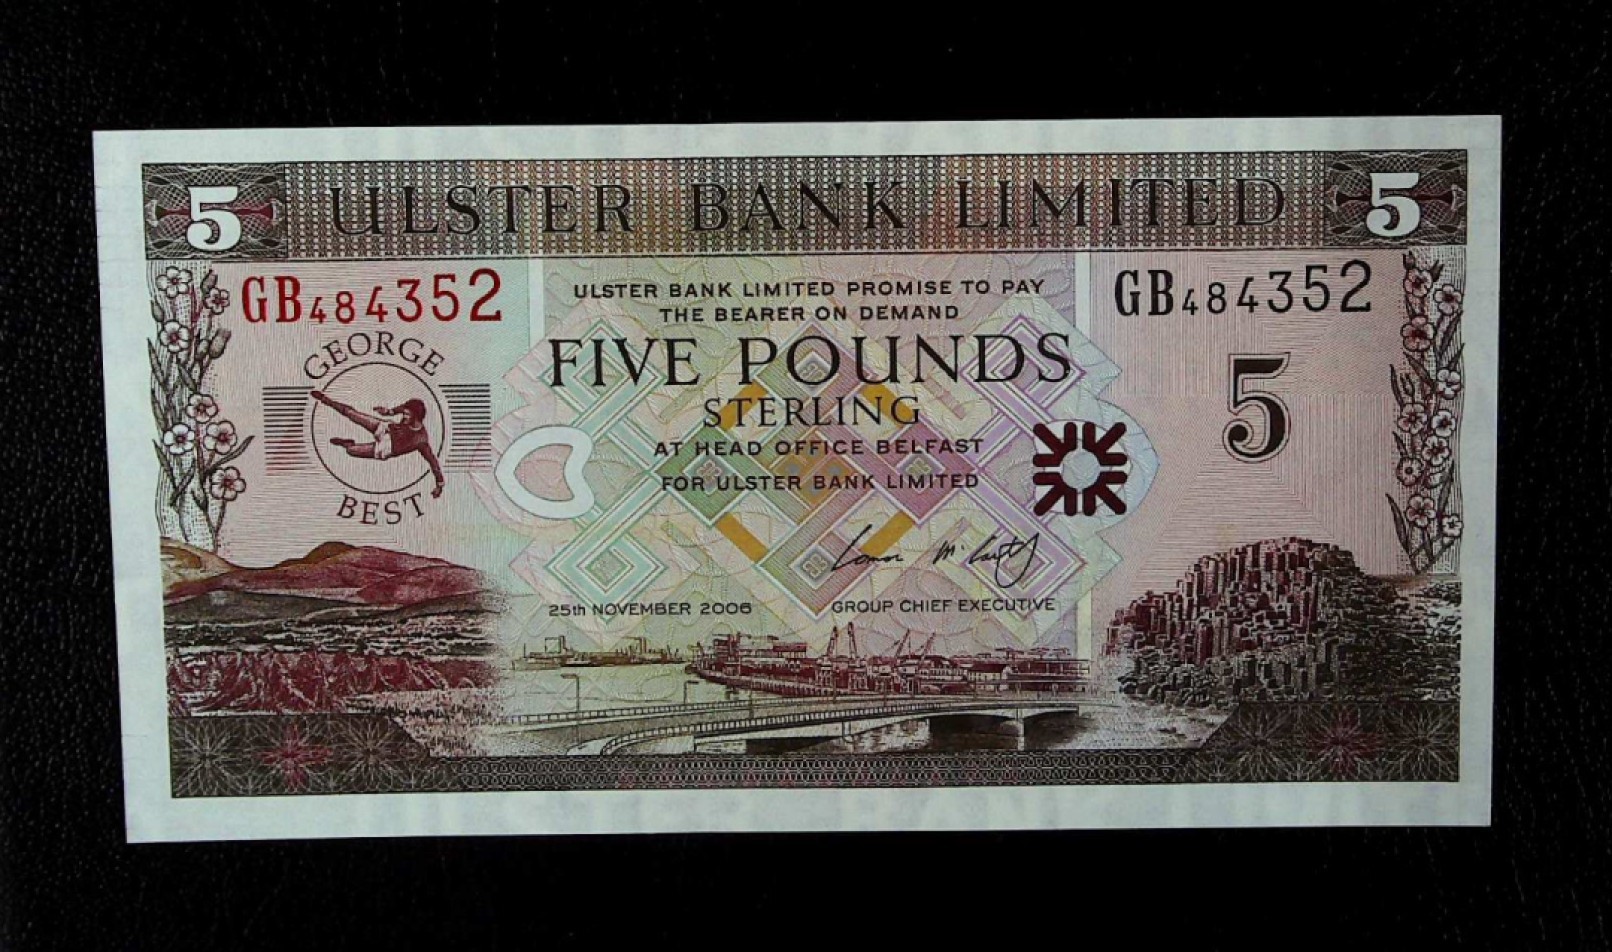 5 ULSTER BANK LIMITED 5
GB484352
GB484352
ULSTER BANK LIMITED PROMISE TO PAY
THE BEARER ON DEMAND
FIVE POUNDS
STERLING
AT HEAD OFFICE BELFAST
FOR ULSTER BANK LIMITED
GEORGE
BEST
5
25th NOVEMBER 2006
GROUP CHIEF EXECUTIVE